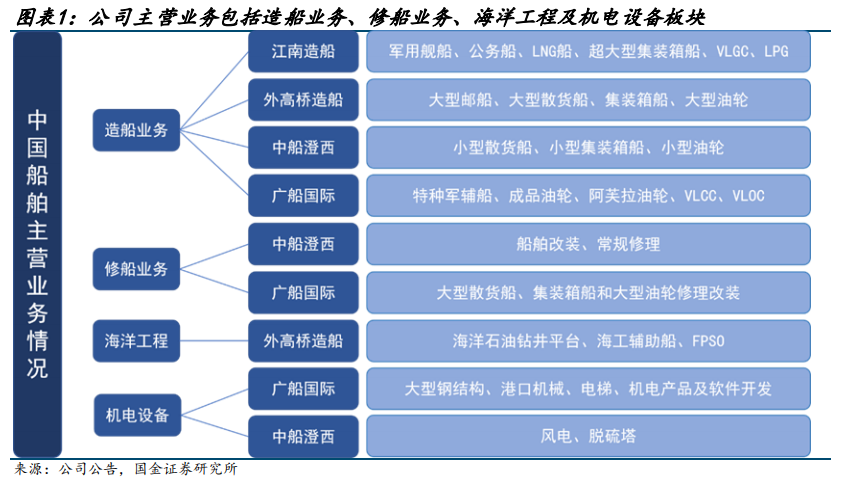 图表1：公司主营业务包括造船业务、修船业务、海洋工程及机电设备板块
中国船舶主营业务情况
造船业务
江南造船
军用舰船、公务船、LNG船、超大型集装箱船、VLGC、LPG
外高桥造船
大型邮船、大型散货船、集装箱船、大型油轮
中船澄西
小型散货船、小型集装箱船、小型油轮
广船国际
特种军辅船、成品油轮、阿芙拉油轮、VLCC、VLOC
修船业务
中船澄西
船舶改装、常规修理
广船国际
大型散货船、集装箱船和大型油轮修理改装
海洋工程
外高桥造船
海洋石油钻井平台、海工辅助船、FPSO
机电设备
广船国际
大型钢结构、港口机械、电梯、机电产品及软件开发
中船澄西
风电、脱硫塔
来源：公司公告，国金证券研究所